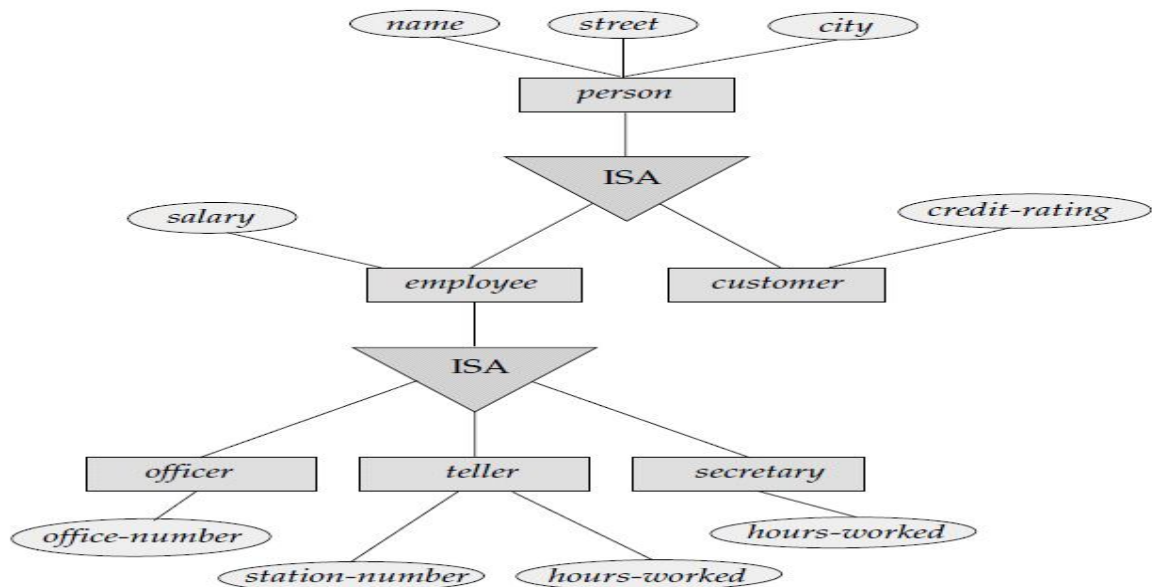 name
street
city
person
ISA
salary
credit-rating
employee
customer
ISA
officer
teller
secretary
office-number
hours-worked
station-number
hours-worked